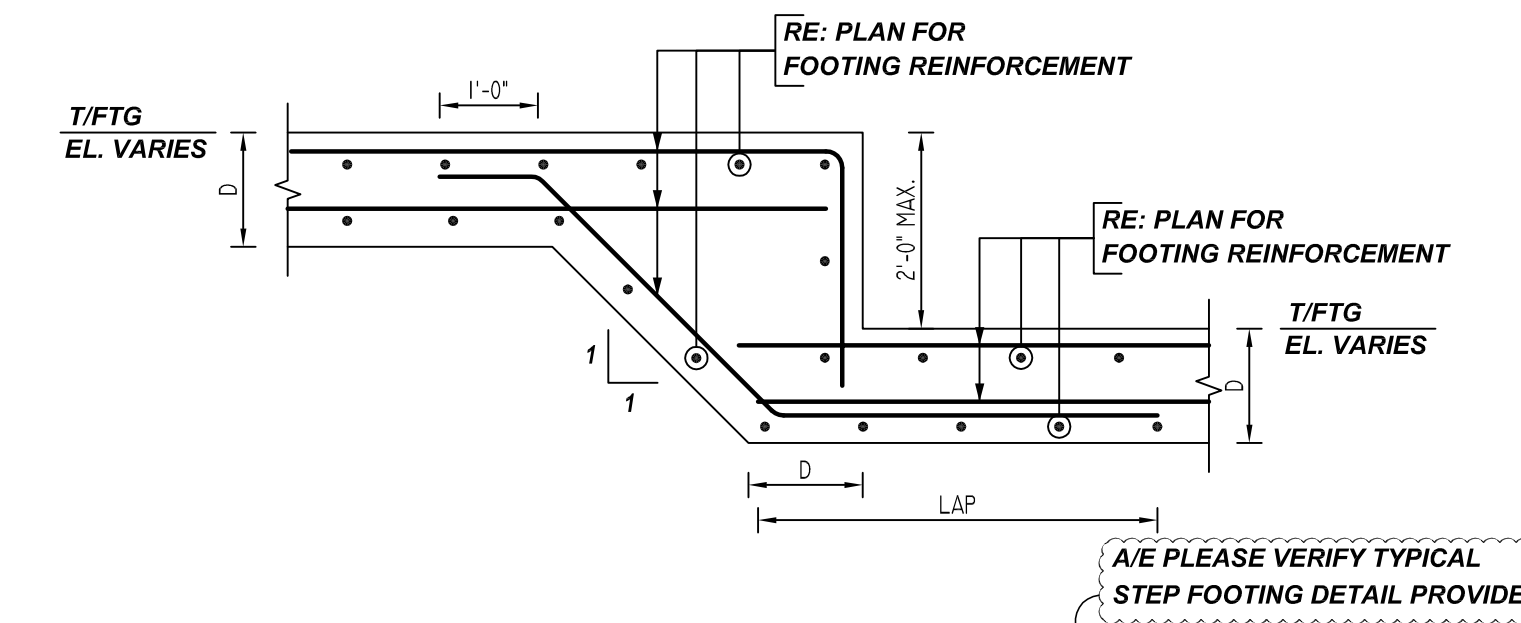 RE: PLAN FOR
FOOTING REINFORCEMENT
1'-0"
T/FTG
EL. VARIES
D
2'-0" MAX.
RE: PLAN FOR
FOOTING REINFORCEMENT
T/FTG
EL. VARIES
1
1
D
D
LAP
A/E PLEASE VERIFY TYPICAL
STEP FOOTING DETAIL PROVIDE